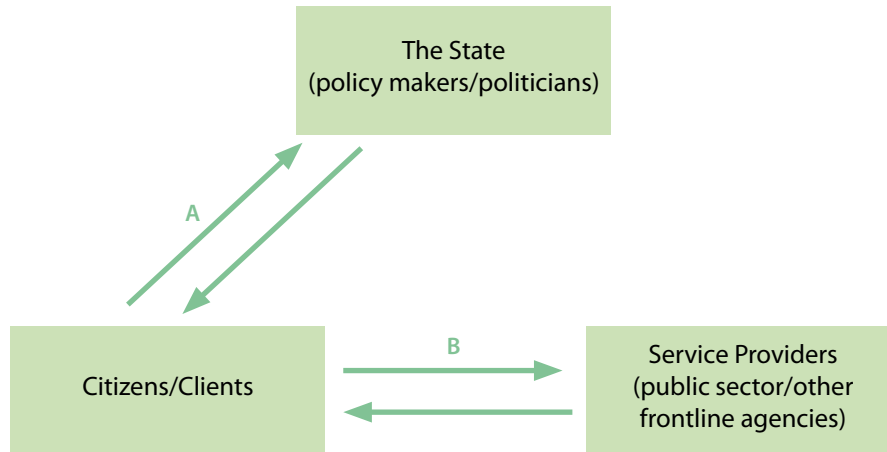 The State
(policy makers/politicians)
A
B
Citizens/Clients
Service Providers
(public sector/other
frontline agencies)